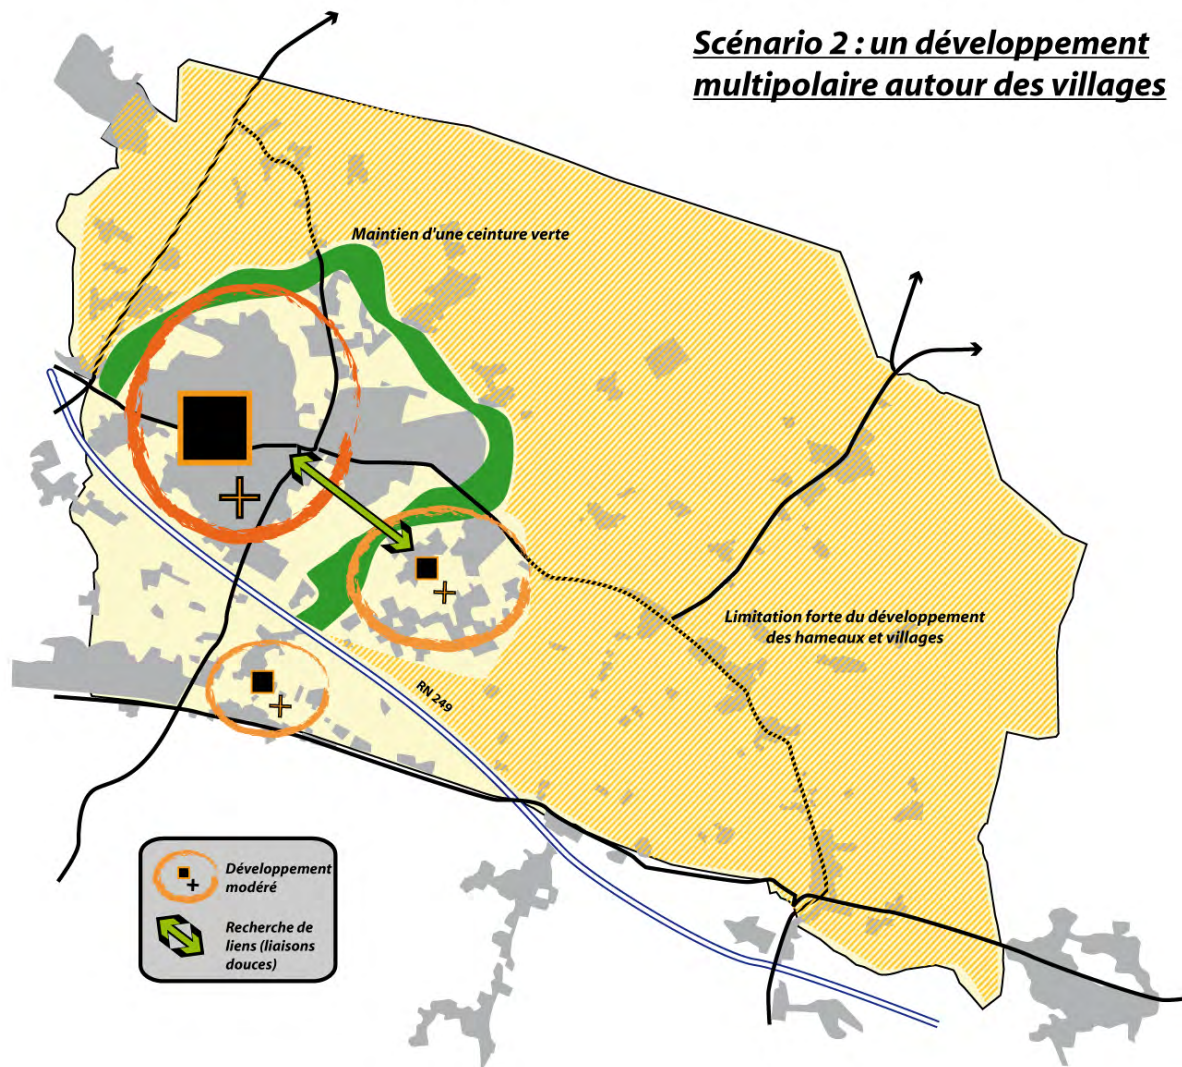 Scénario 2 : un développement
multipolaire autour des villages
Maintien d'une ceinture verte
Limitation forte du développement
des hameaux et villages
RN 249
Développement
modéré
Recherche de
liens (liaisons
douces)